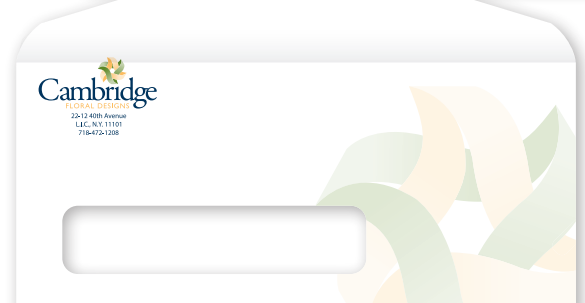 Cambridge
FLORAL DESIGNS
22-12 40th Avenue
L.I.C., N.Y. 11101
718-472-1208